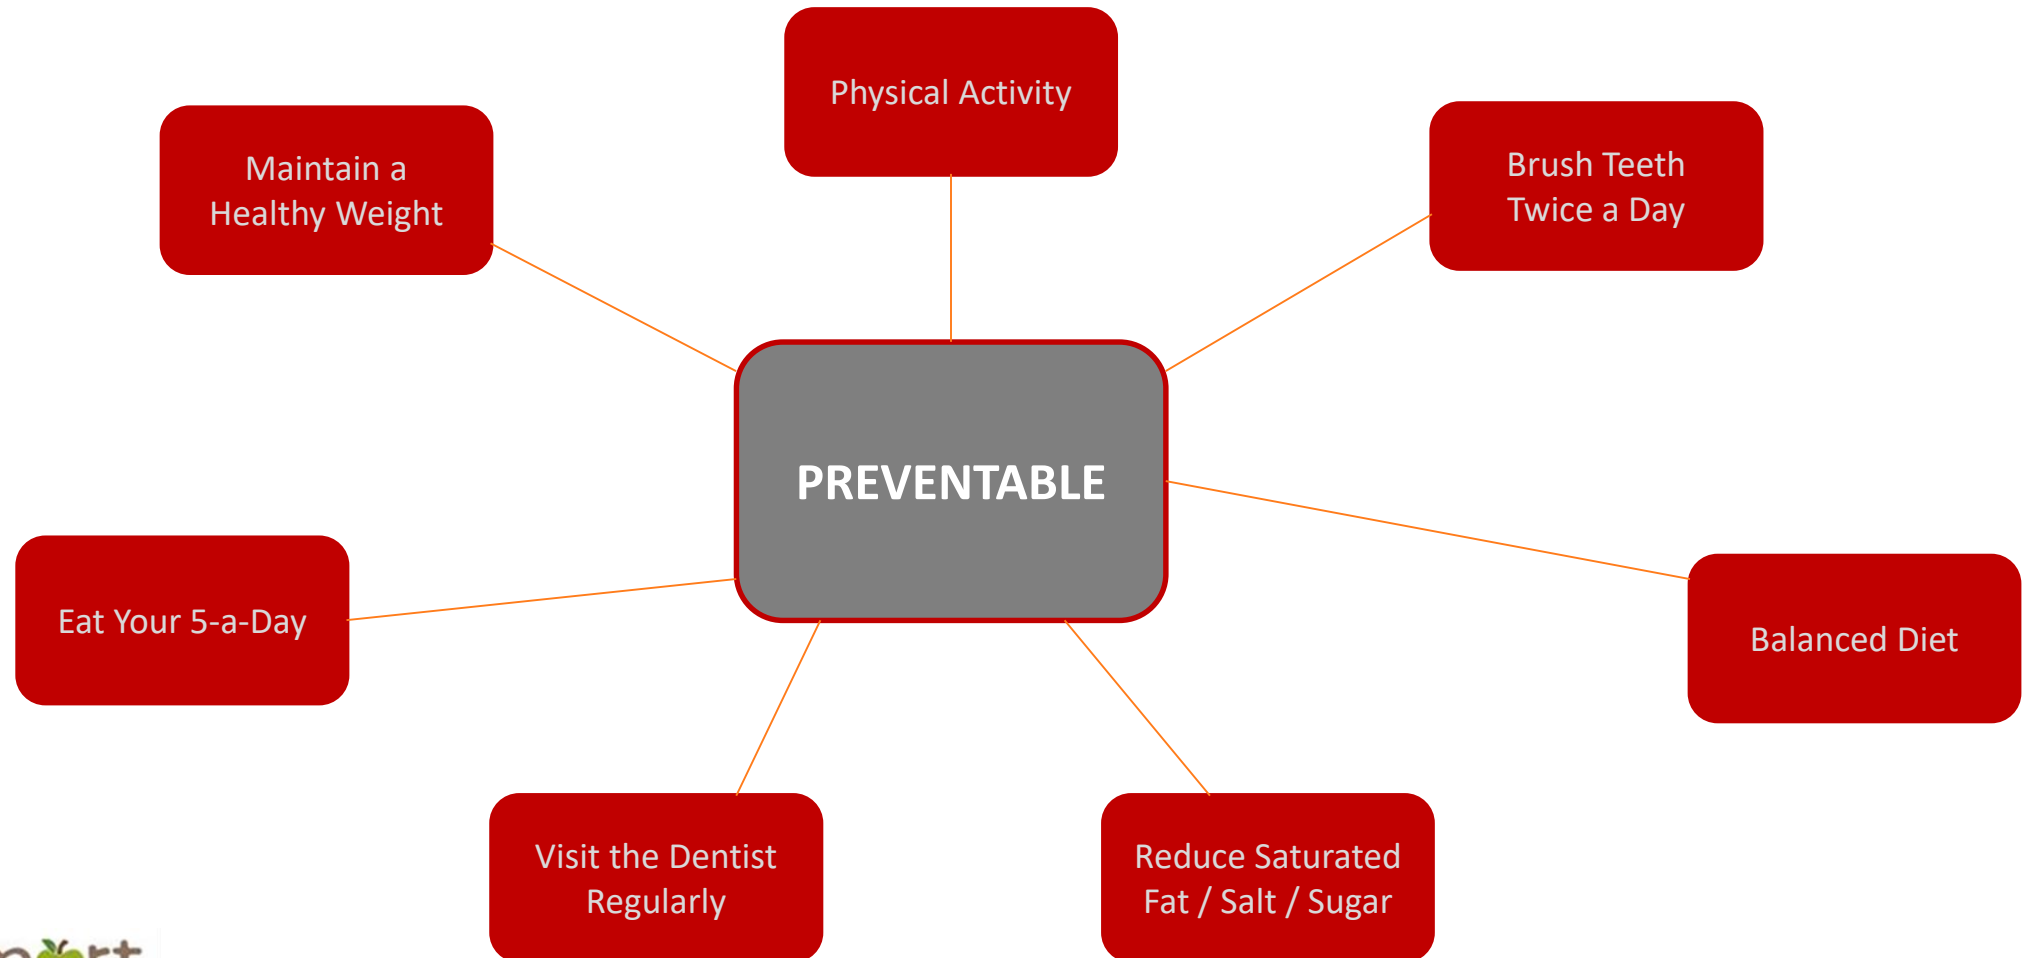 Physical Activity
Maintain a
Healthy Weight
Brush Teeth
Twice a Day
PREVENTABLE
Eat Your 5-a-Day
Balanced Diet
Visit the Dentist
Regularly
Reduce Saturated
Fat / Salt / Sugar